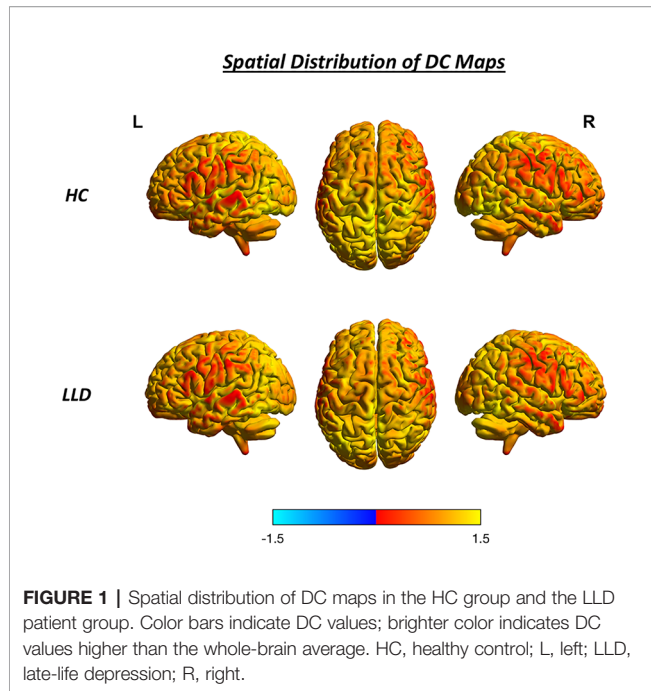 Spatial Distribution of DC Maps
L
R
HC
LLD
-1.5
1.5
FIGURE 1 | Spatial distribution of DC maps in the HC group and the LLD
patient group. Color bars indicate DC values; brighter color indicates DC
values higher than the whole-brain average. HC, healthy control; L, left; LLD,
late-life depression; R, right.